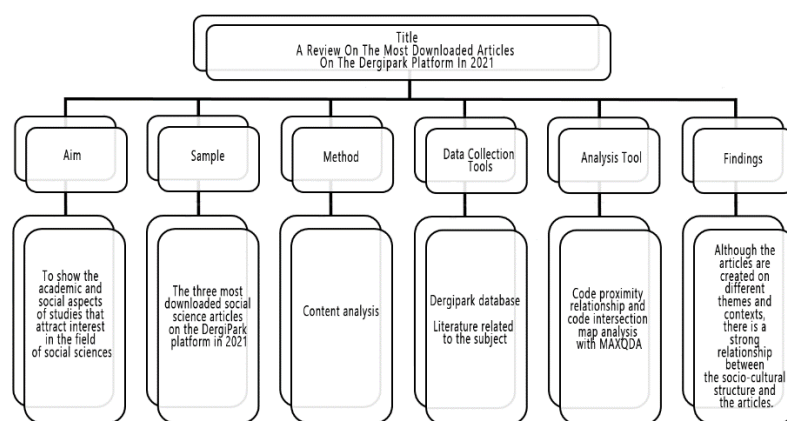 Title
A Review On The Most Downloaded Articles
On The Dergipark Platform In 2021
Aim
Sample
Method
Data Collection
Tools
Analysis Tool
Findings
To show the
academic and
social aspects
of studies that
attract interest
in the field
of social sciences
The three most
downloaded social
science articles
on the DergiPark
platform in 2021
Content analysis
Dergipark database
Literature related
to the subject
Code proximity
relationship and
code intersection
map analysis
with MAXQDA
Although the
articles are
created on
different
themes and
contexts,
there is a
strong
relationship
between
the socio-cultural
structure and
the articles.